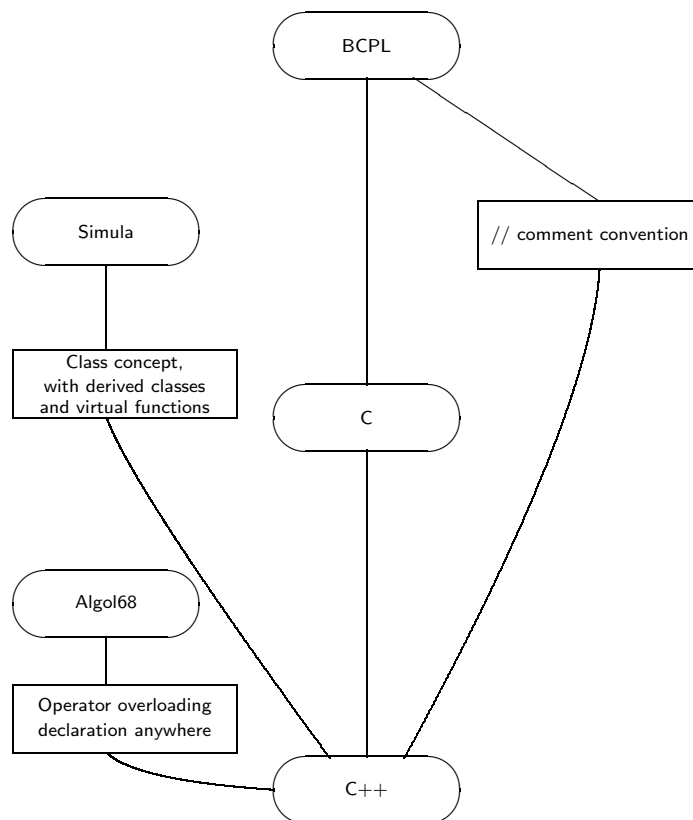 BCPL
Simula
// comment convention
Class concept,
with derived classes
and virtual functions
C
Algol68
Operator overloading
declaration anywhere
C++